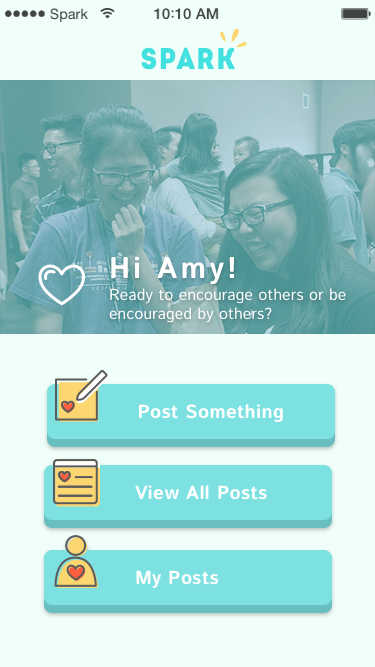 Spark 10:10 AM
SPARK
Hi Amy!
Ready to encourage others or be
encouraged by others?
Post Something
View All Posts
My Posts